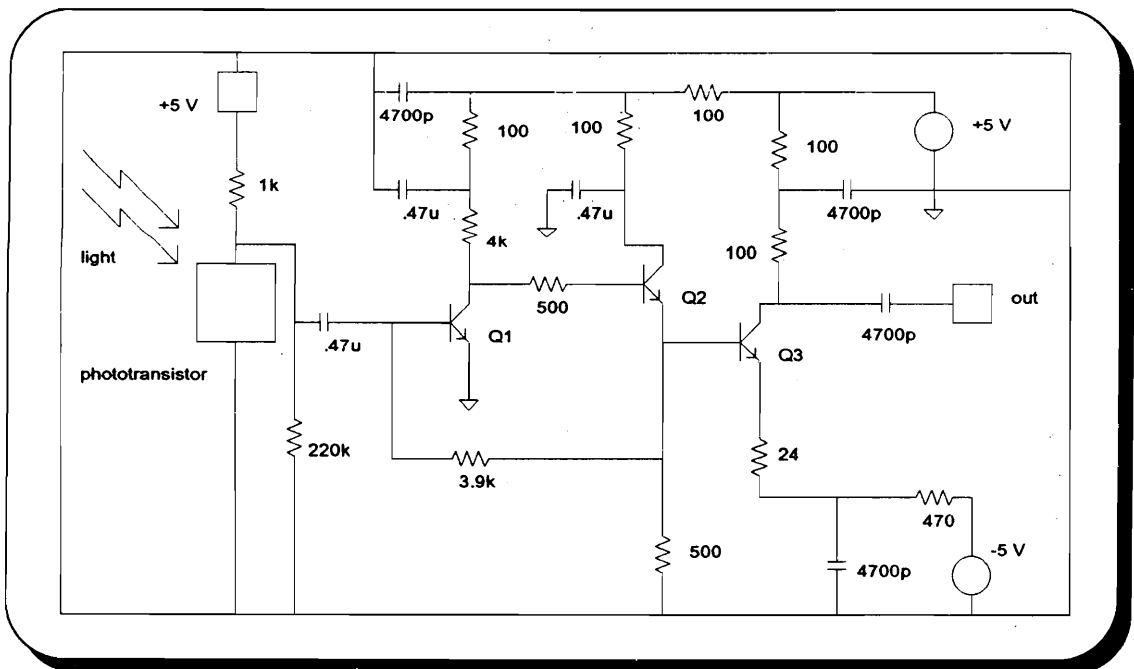 +5 V
4700p
100
100
100
100
+5 V
1k
.47u
.47u
4700p
4k
100
light
500
Q2
out
.47u
Q1
4700p
Q3
phototransistor
220k
3.9k
24
470
500
4700p
-5 V